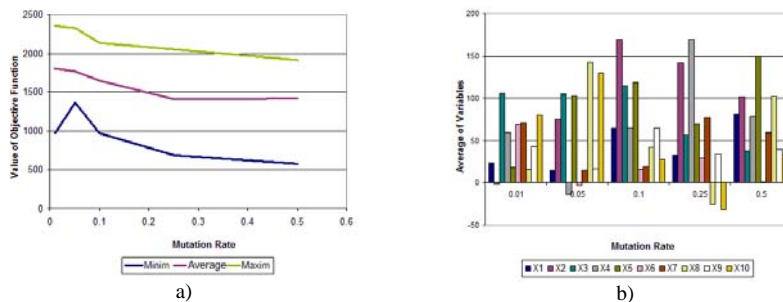 Value of Objective Function
2500
2000
1500
1000
500
0
0 0.1 0.2 0.3 0.4 0.5 0.6
Mutation Rate
Minim Average Maxim
a)
Average of Variables
200
150
100
50
0
-50
0.01 0.05 0.1 0.25 0.5
Mutation Rate
X1 X2 X3 X4 X5 X6 X7 X8 X9 X10
b)